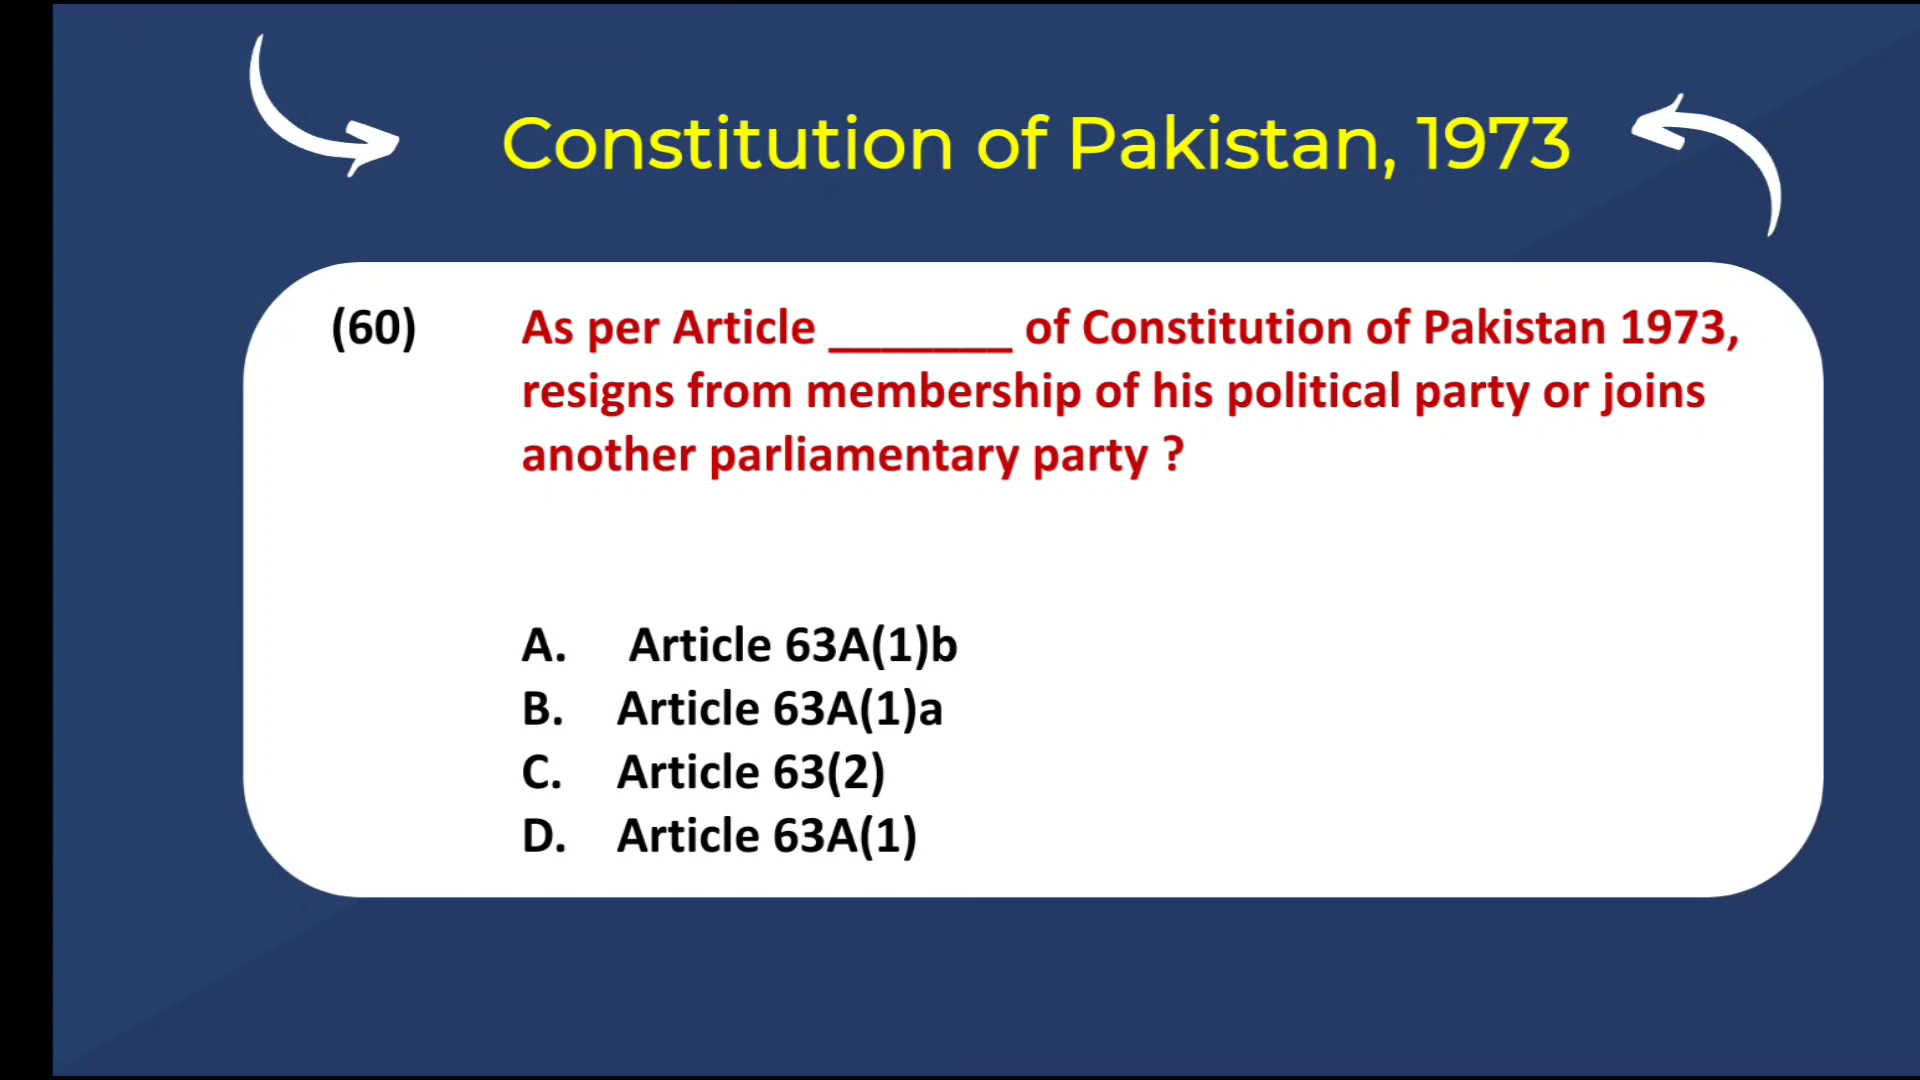 Constitution of Pakistan, 1973
(60) As per Article _______ of Constitution of Pakistan 1973,
resigns from membership of his political party or joins
another parliamentary party ?
A. Article 63A(1)b
B. Article 63A(1)a
C. Article 63(2)
D. Article 63A(1)